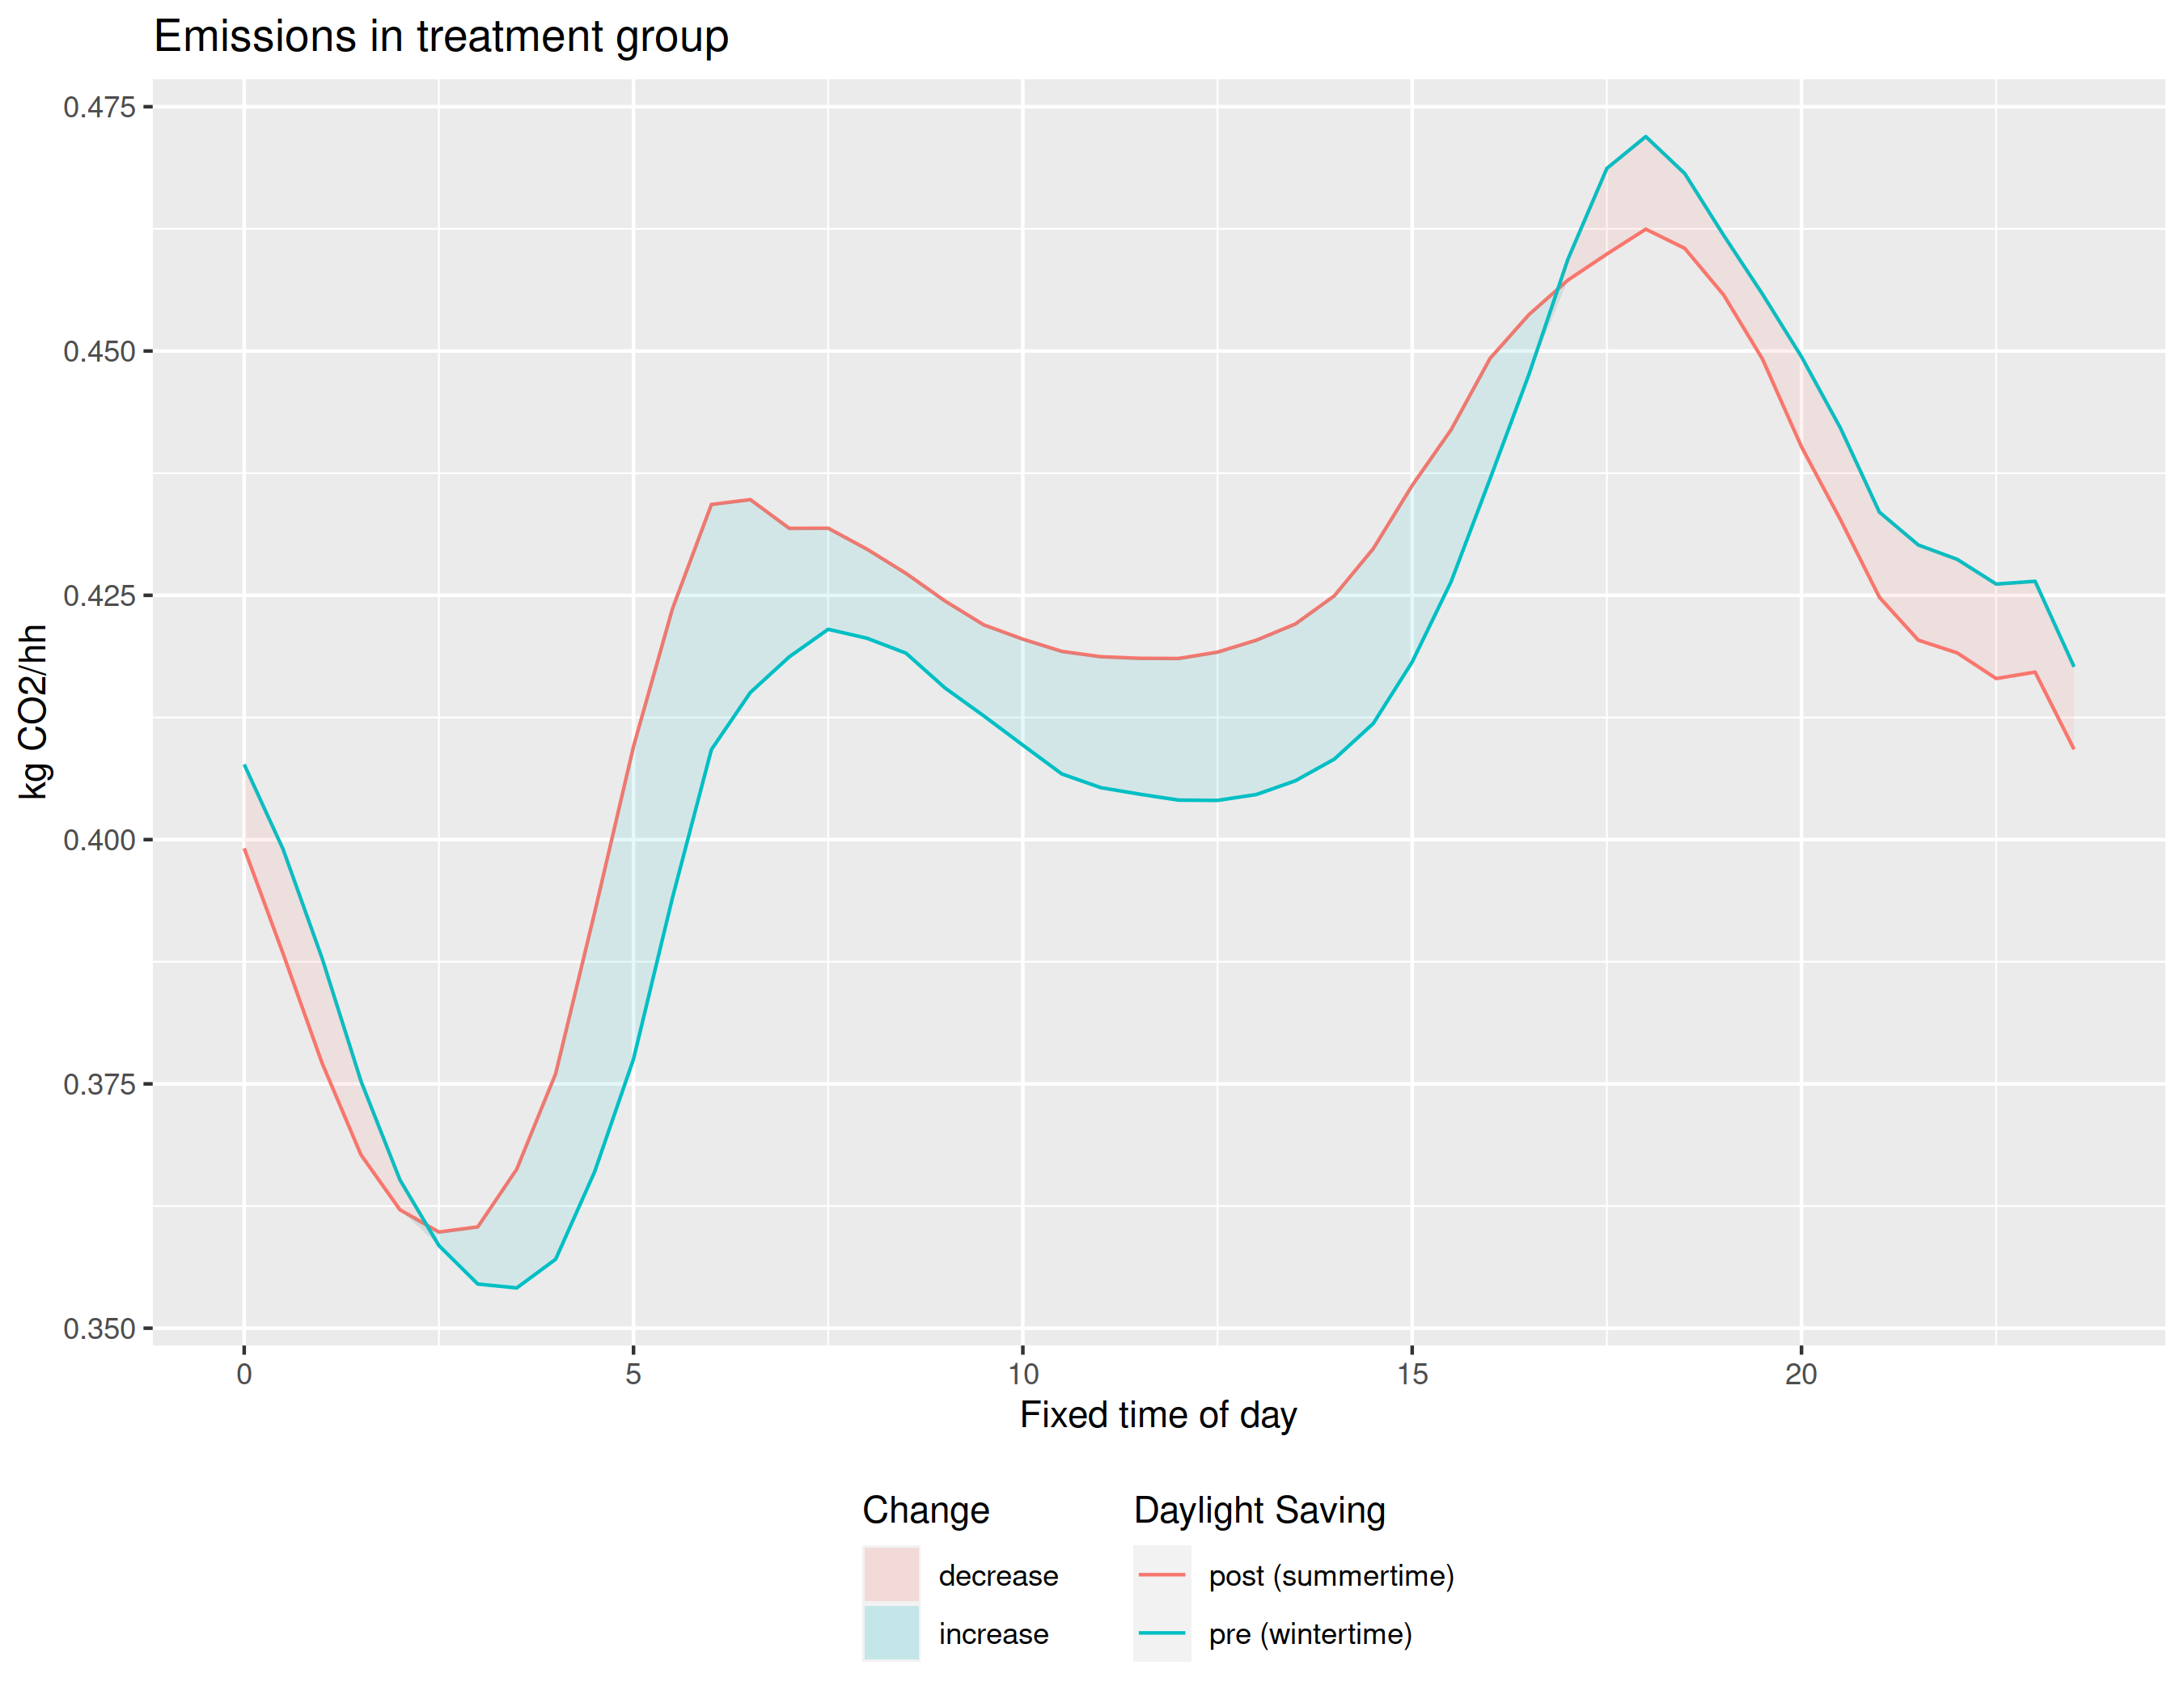 Emissions in treatment group
kg CO2/hh
0.475
0.450
0.425
0.400
0.375
0.350
0 5 10 15 20
Fixed time of day
Change
decrease
increase
Daylight Saving
post (summertime)
pre (wintertime)